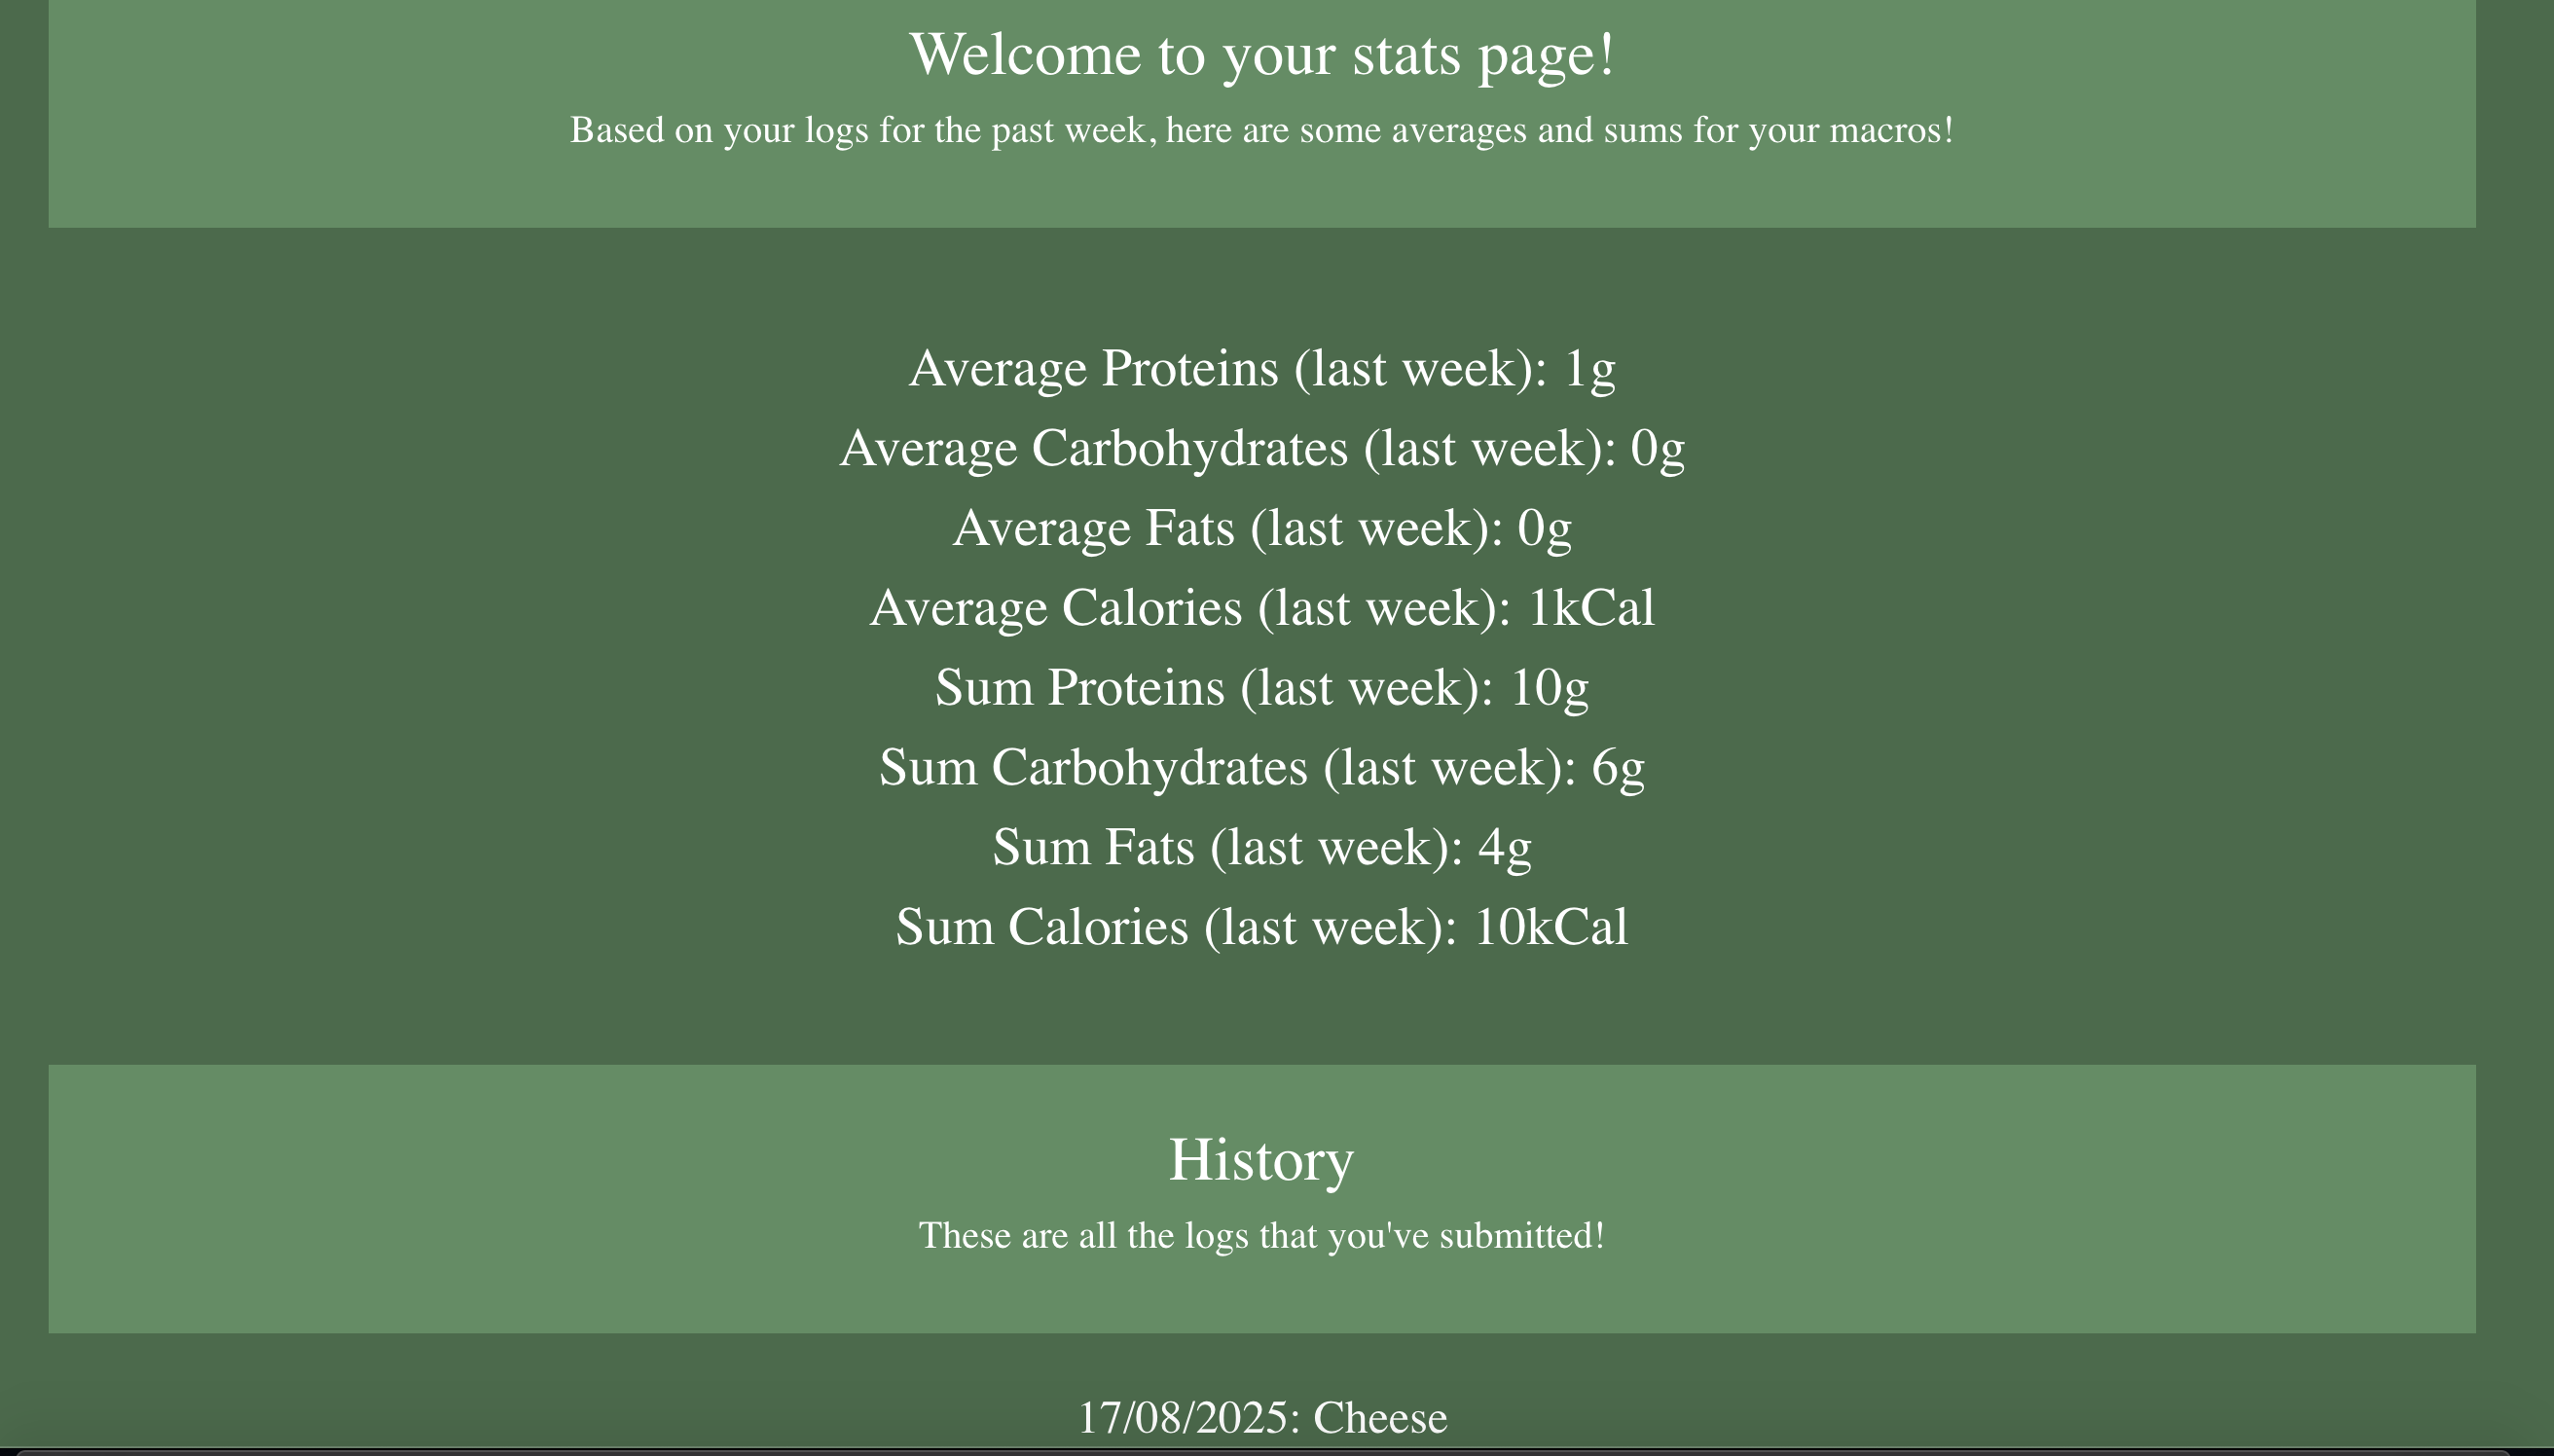 Welcome to your stats page!
Based on your logs for the past week, here are some averages and sums for your macros!
Average Proteins (last week): 1g
Average Carbohydrates (last week): 0g
Average Fats (last week): 0g
Average Calories (last week): 1kCal
Sum Proteins (last week): 10g
Sum Carbohydrates (last week): 6g
Sum Fats (last week): 4g
Sum Calories (last week): 10kCal
History
These are all the logs that you've submitted!
17/08/2025: Cheese